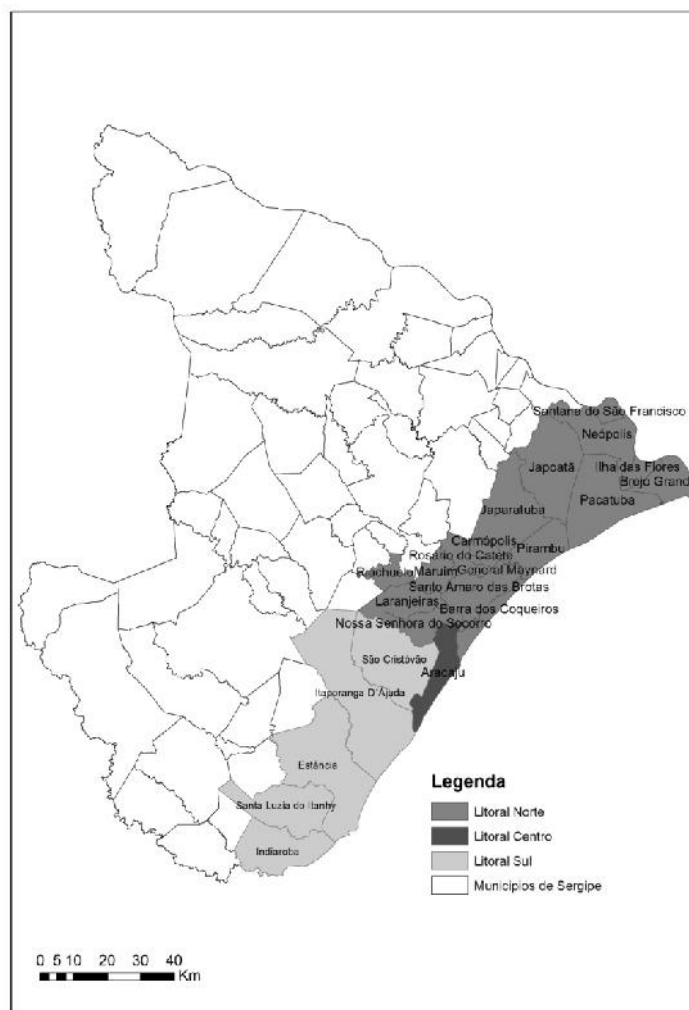 Santana do São Francisco
Neópolis
Japoatã
Ilha das Flores
Brejo Grand
Pacatuba
Japaratuba
Carmópolis
Pirambu
Rosário do Catete
Riachuelo
Maruim
General Maynard
Santo Amaro das Brotas
Laranjeiras
Barra dos Coqueiros
Nossa Senhora do Socorro
São Cristóvão
Aracaju
Itaporanga D'Ajuda
Estância
Santa Luzia do Itanhy
Indiaroba
Legenda
Litoral Norte
Litoral Centro
Litoral Sul
Municípios de Sergipe
0 5 10 20 30 40
Km